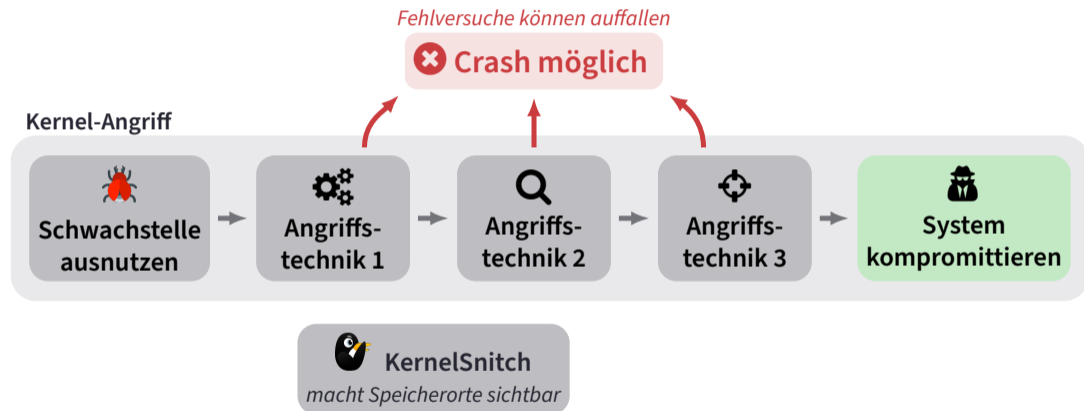 Fehlversuche können auffallen
Crash möglich
Kernel-Angriff
Schwachstelle
ausnutzen
Angriffs-
technik 1
Angriffs-
technik 2
Angriffs-
technik 3
System
kompromittieren
KernelSnitch
macht Speicherorte sichtbar